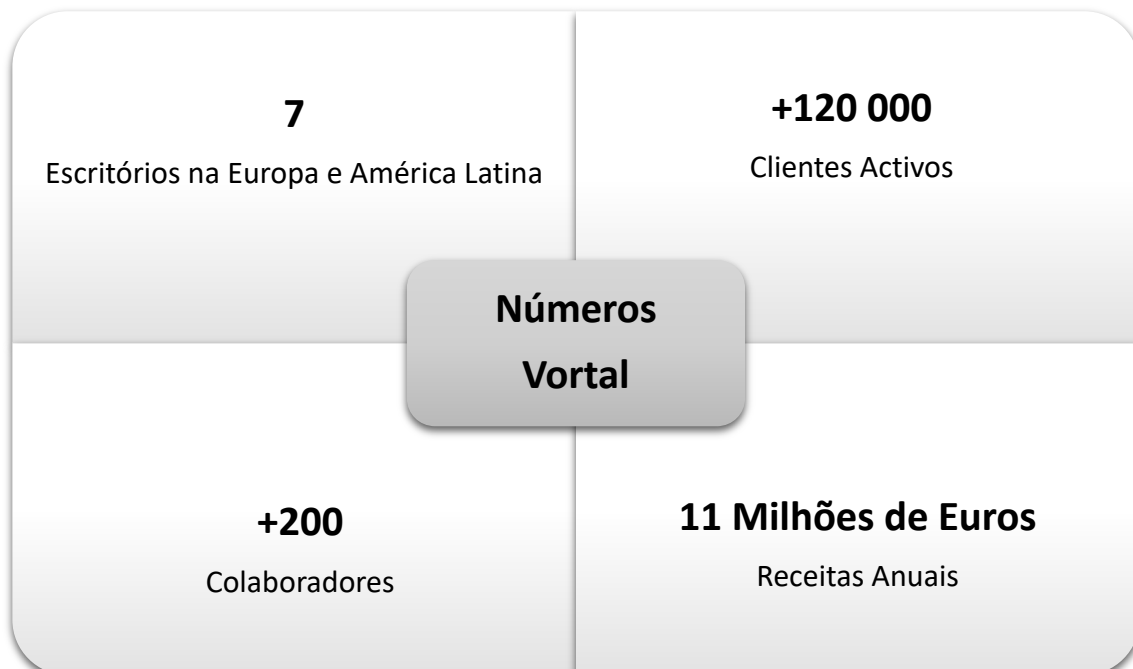 7
Escritórios na Europa e América Latina
+120 000
Clientes Activos
Números
Vortal
+200
Colaboradores
11 Milhões de Euros
Receitas Anuais